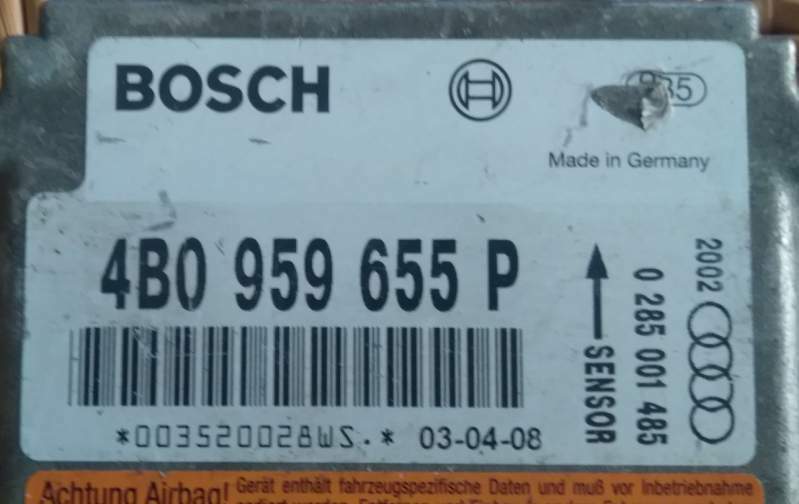 BOSCH
Made in Germany
4B0 959 655 P
SENSOR
0 285 001 485
2002
*003520028WS.* 03-04-08
Achtung Airbag! Gerät enthält fahrzeugspezifische Daten und muß vor Inbetriebnahme